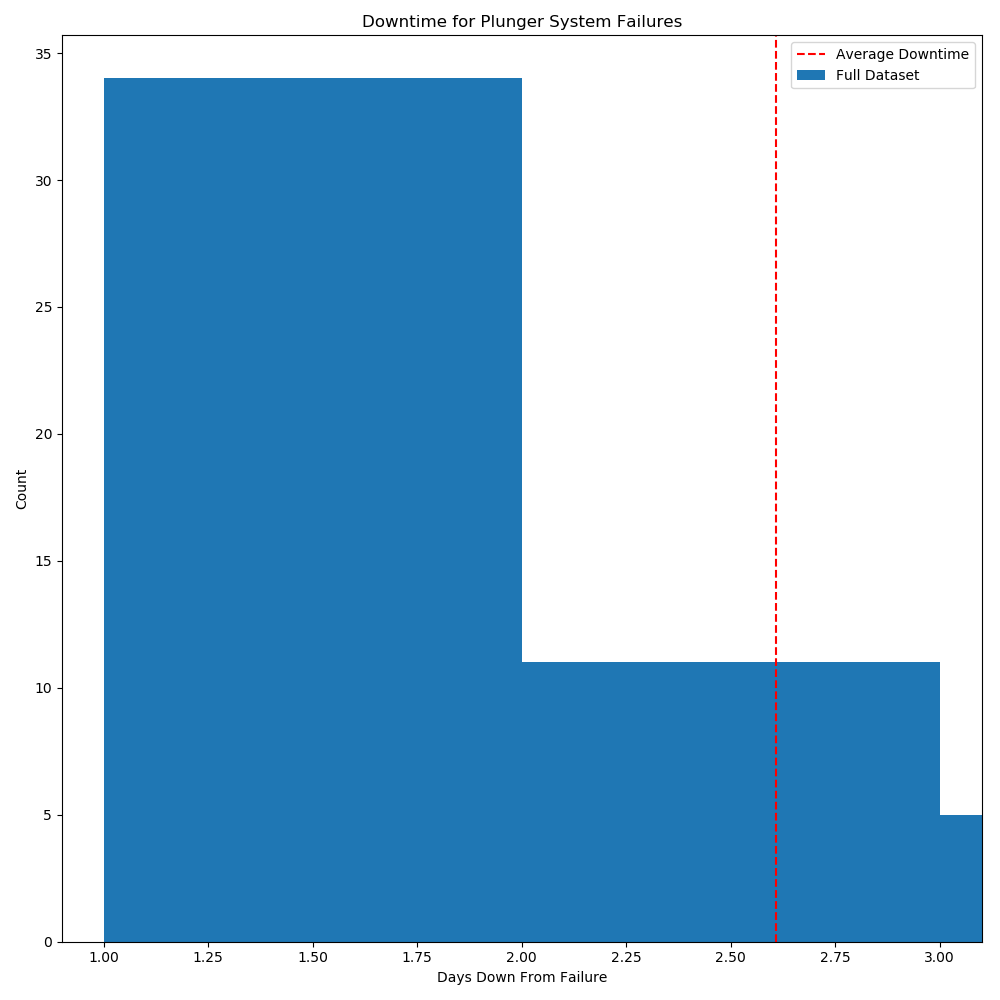 Downtime for Plunger System Failures
Average Downtime
Full Dataset
35
30
25
20
15
10
5
0
Count
1.00 1.25 1.50 1.75 2.00 2.25 2.50 2.75 3.00
Days Down From Failure